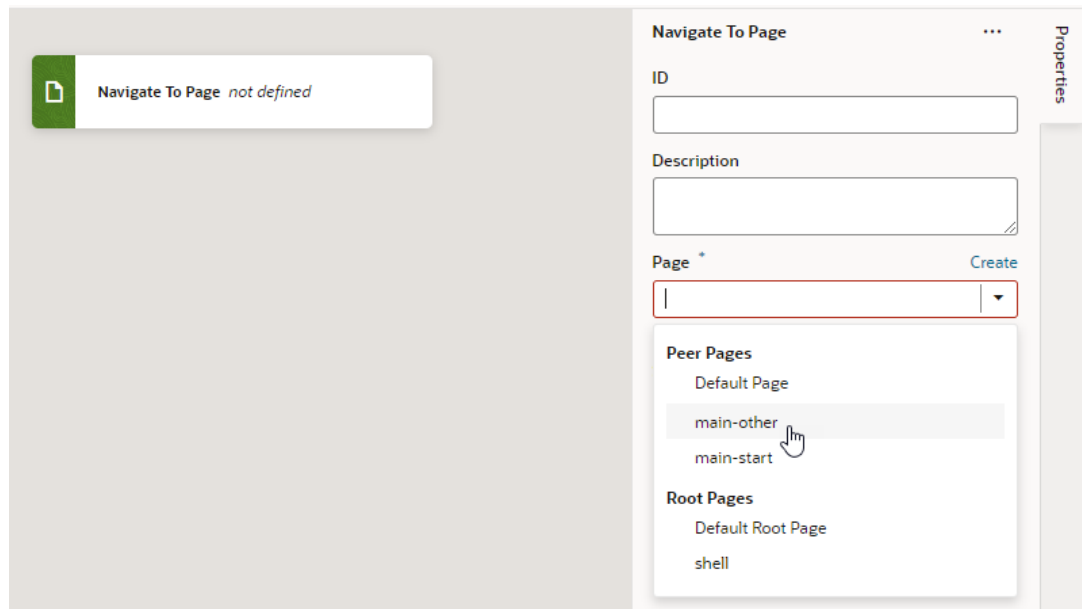 Navigate To Page not defined
Navigate To Page
ID
Description
Page *
Create
Peer Pages
Default Page
main-other
main-start
Root Pages
Default Root Page
shell
Properties